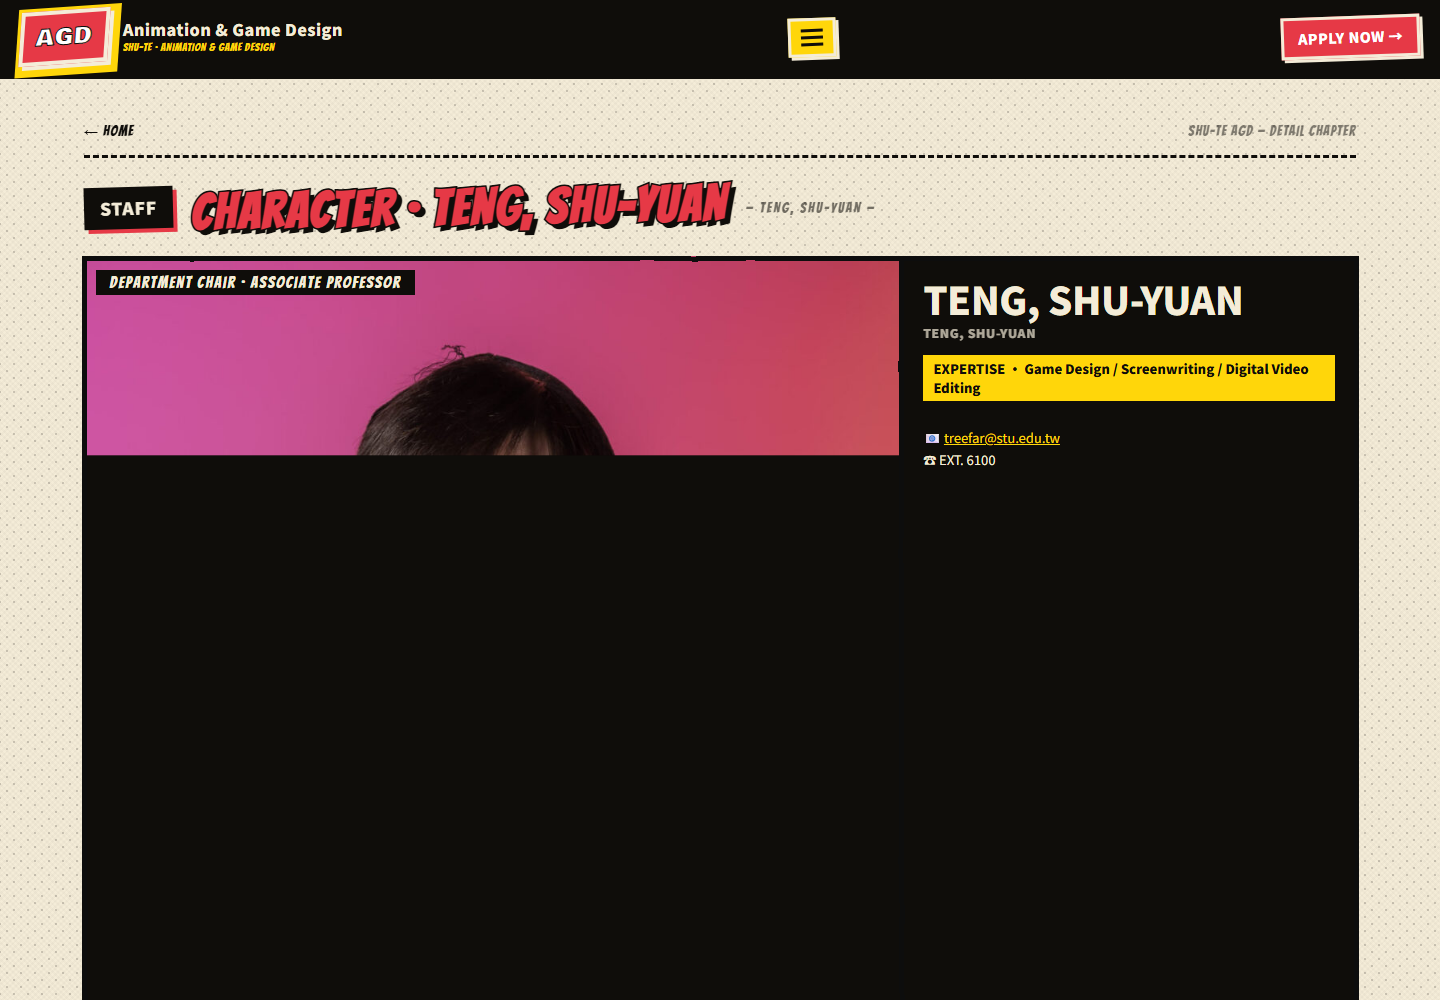 AGD
Animation & Game Design
SHU-TE · ANIMATION & GAME DESIGN
APPLY NOW →
← HOME
SHU-TE AGD — DETAIL CHAPTER
STAFF
CHARACTER · TENG, SHU-YUAN
— TENG, SHU-YUAN —
DEPARTMENT CHAIR · ASSOCIATE PROFESSOR
TENG, SHU-YUAN
TENG, SHU-YUAN
EXPERTISE • Game Design / Screenwriting / Digital Video
Editing
📧 treefar@stu.edu.tw
☎ EXT. 6100